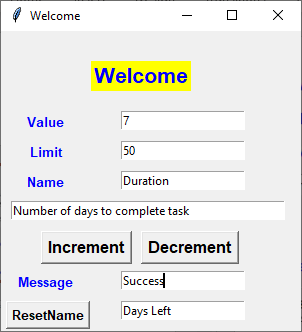 Welcome
Welcome
Value 7
Limit 50
Name Duration
Number of days to complete task
Increment Decrement
Message Success
ResetName Days Left